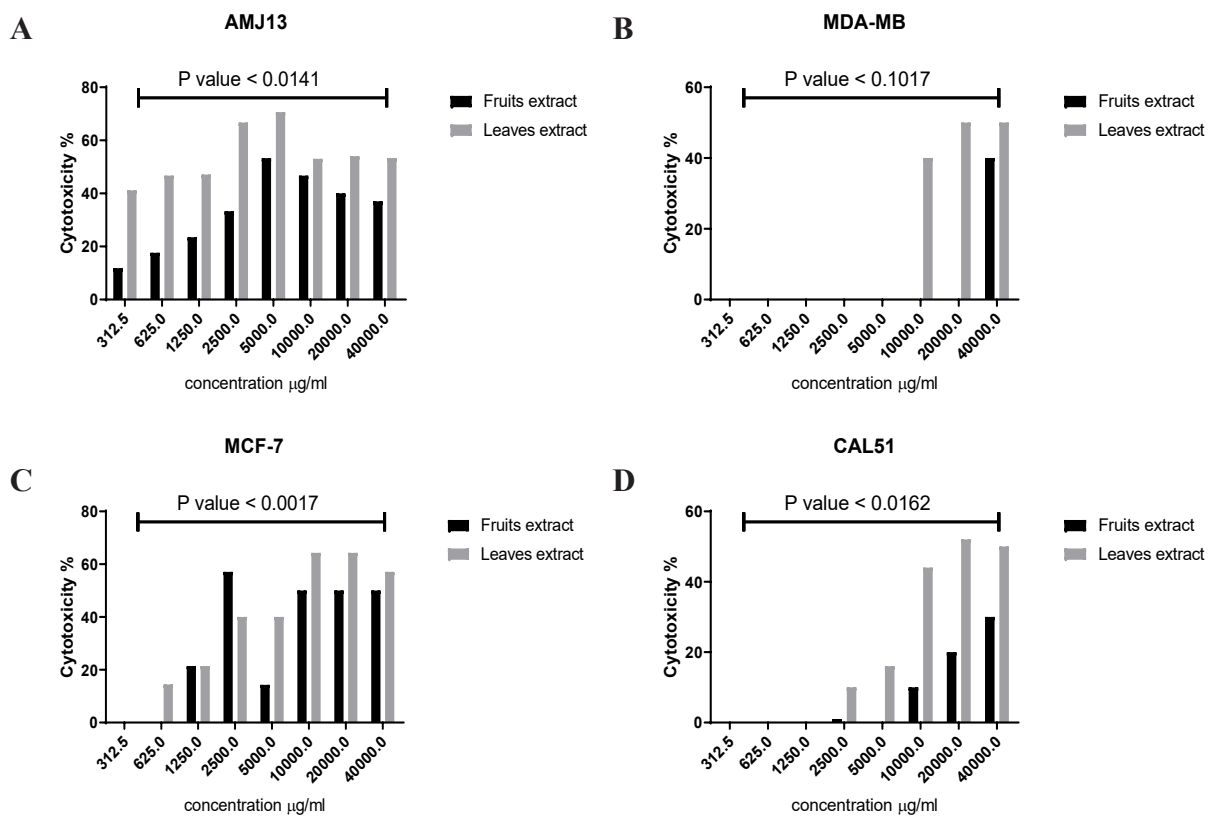 A
AMJ13
P value < 0.0141
Fruits extract
Leaves extract
Cytotoxicity %
80
60
40
20
0
312.5
625.0
1250.0
2500.0
5000.0
10000.0
20000.0
40000.0
concentration µg/ml
B
MDA-MB
P value < 0.1017
Fruits extract
Leaves extract
Cytotoxicity %
60
40
20
0
312.5
625.0
1250.0
2500.0
5000.0
10000.0
20000.0
40000.0
concentration µg/ml
C
MCF-7
P value < 0.0017
Fruits extract
Leaves extract
Cytotoxicity %
80
60
40
20
0
312.5
625.0
1250.0
2500.0
5000.0
10000.0
20000.0
40000.0
concentration µg/ml
D
CAL51
P value < 0.0162
Fruits extract
Leaves extract
Cytotoxicity %
60
40
20
0
312.5
625.0
1250.0
2500.0
5000.0
10000.0
20000.0
40000.0
concentration µg/ml